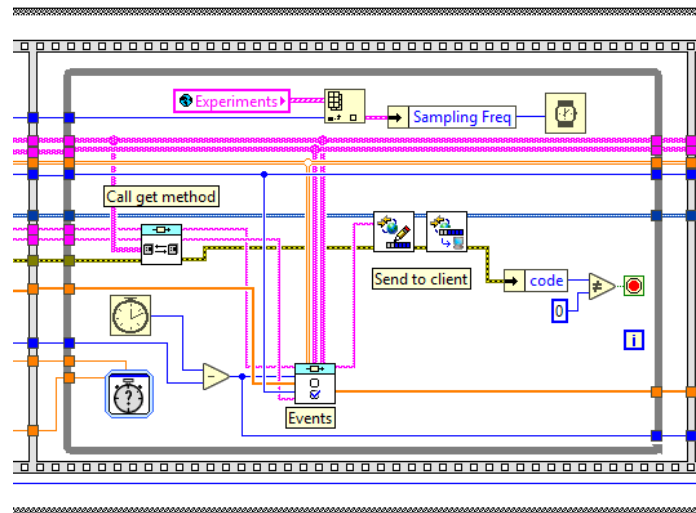 Experiments
Sampling Freq
Call get method
Send to client
code
0
i
?
Events